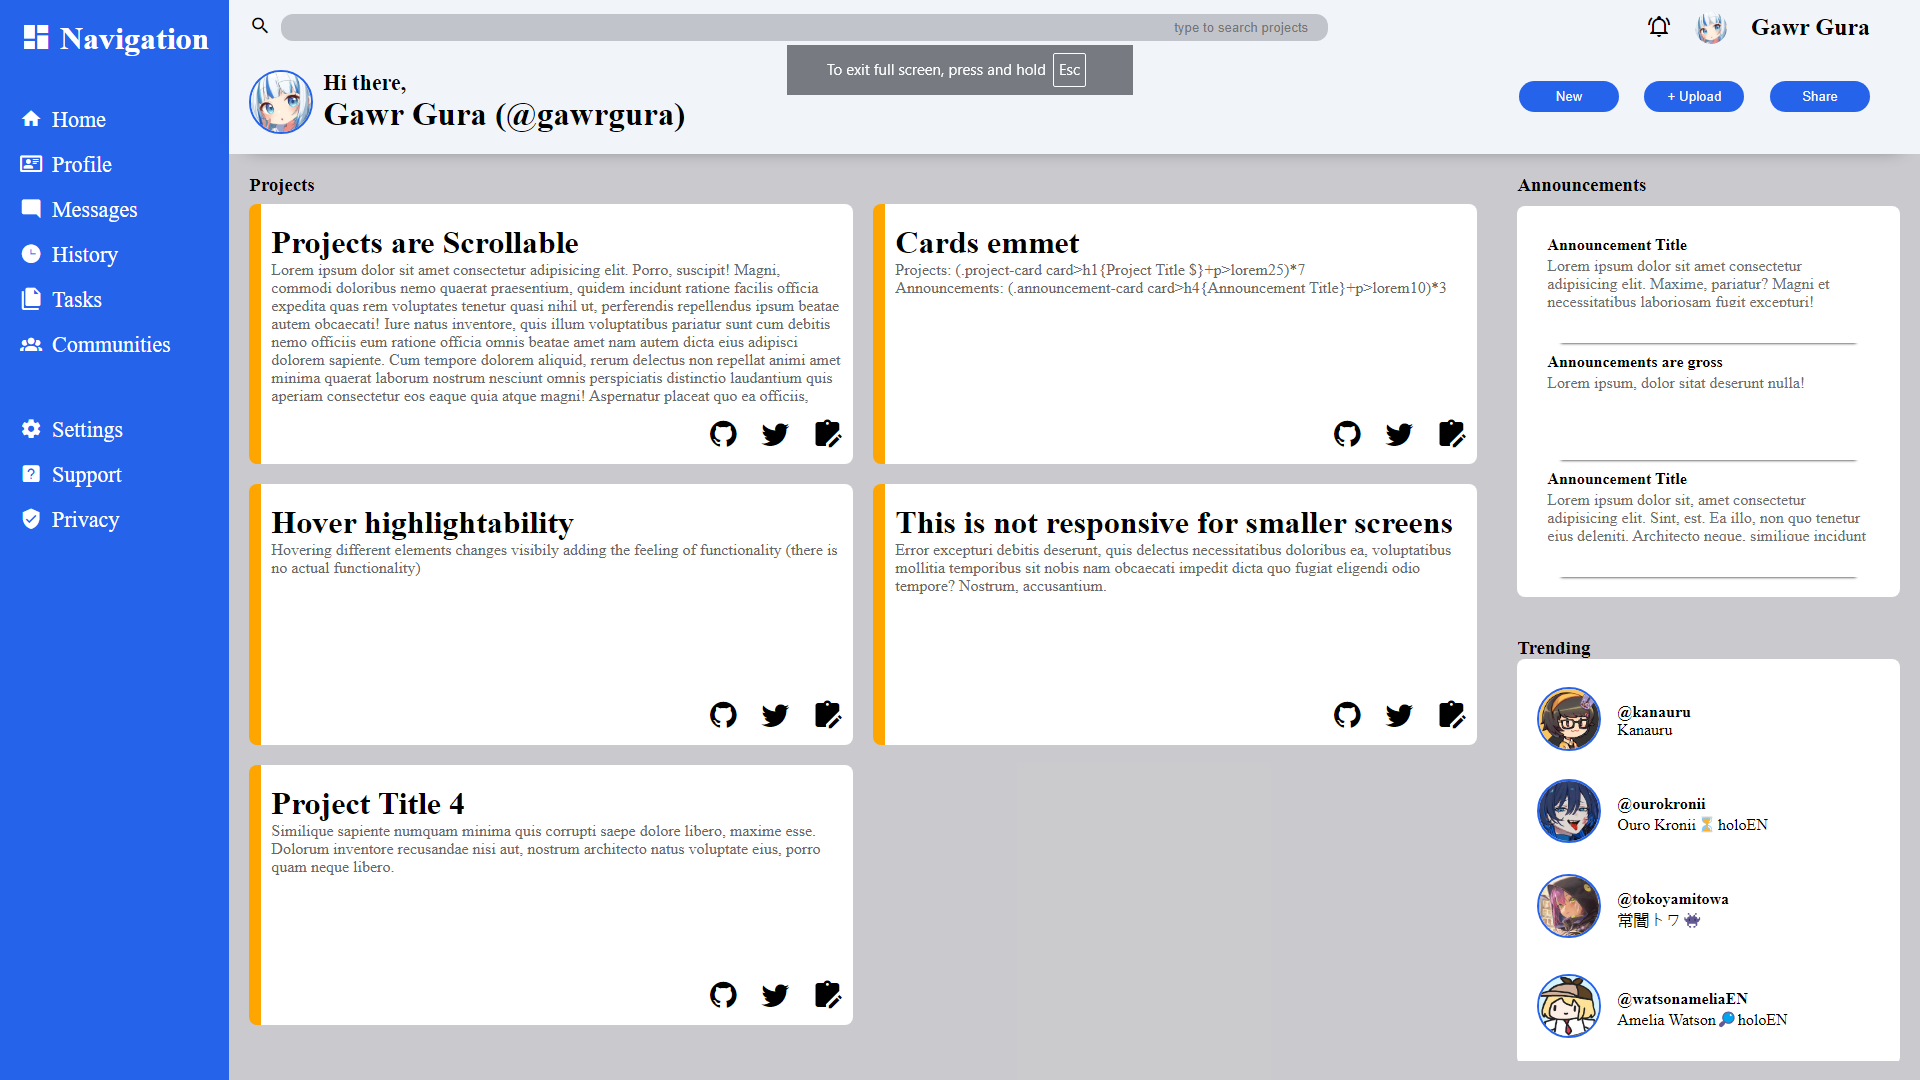 Navigation
Home
Profile
Messages
History
Tasks
Communities
Settings
Support
Privacy
type to search projects
Gawr Gura
To exit full screen, press and hold Esc
Hi there,
Gawr Gura (@gawrgura)
New
+ Upload
Share
Projects
Projects are Scrollable
Lorem ipsum dolor sit amet consectetur adipisicing elit. Porro, suscipit! Magni,
commodi doloribus nemo quaerat praesentium, quidem incidunt ratione facilis officia
expedita quas rem voluptates tenetur quasi nihil ut, perferendis repellendus ipsum beatae
autem obcaecati! Iure natus inventore, quis illum voluptatibus pariatur sunt cum debitis
nemo officiis eum ratione officia omnis beatae amet nam autem dicta eius adipisci
dolorem sapiente. Cum tempore dolorem aliquid, rerum delectus non repellat animi amet
minima quaerat laborum nostrum nesciunt omnis perspiciatis distinctio laudantium quis
aperiam consectetur eos eaque quia atque magni! Aspernatur placeat quo ea officiis,
Cards emmet
Projects: (.project-card card>h1{Project Title $}+p>lorem25)*7
Announcements: (.announcement-card card>h4{Announcement Title}+p>lorem10)*3
Hover highlightability
Hovering different elements changes visibily adding the feeling of functionality (there is
no actual functionality)
This is not responsive for smaller screens
Error excepturi debitis deserunt, quis delectus necessitatibus doloribus ea, voluptatibus
mollitia temporibus sit nobis nam obcaecati impedit dicta quo fugiat eligendi odio
tempore? Nostrum, accusantium.
Project Title 4
Similique sapiente numquam minima quis corrupti saepe dolore libero, maxime esse.
Dolorum inventore recusandae nisi aut, nostrum architecto natus voluptate eius, porro
quam neque libero.
Announcements
Announcement Title
Lorem ipsum dolor sit amet consectetur
adipisicing elit. Maxime, pariatur? Magni et
necessitatibus laboriosam fugit excepturi!
Announcements are gross
Lorem ipsum, dolor sitat deserunt nulla!
Announcement Title
Lorem ipsum dolor sit, amet consectetur
adipisicing elit. Sint, est. Ea illo, non quo tenetur
eius deleniti. Architecto neque, similique incidunt
Trending
@kanauru
Kanauru
@ourokronii
Ouro Kronii⏳holoEN
@tokoyamitowa
常闇トワ👾
@watsonameliaEN
Amelia Watson🔎holoEN